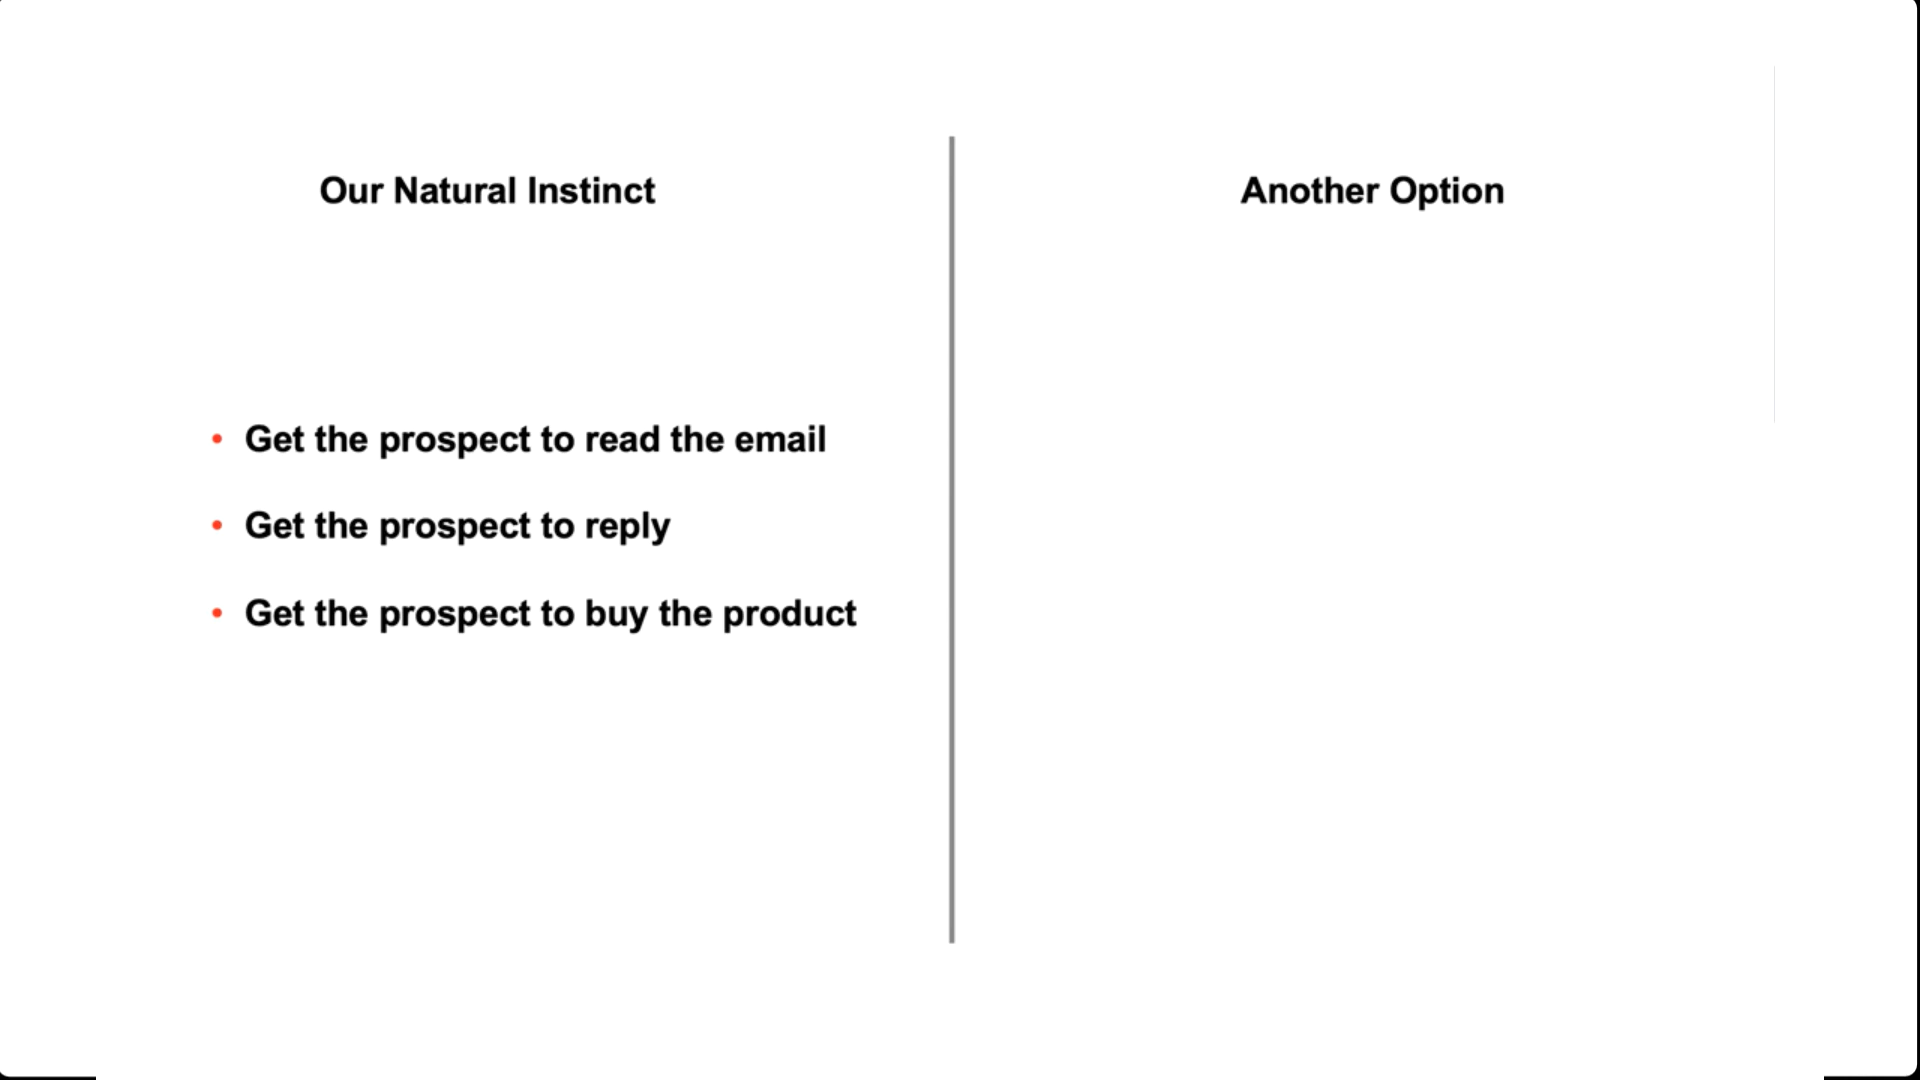 Our Natural Instinct
• Get the prospect to read the email
• Get the prospect to reply
• Get the prospect to buy the product
Another Option